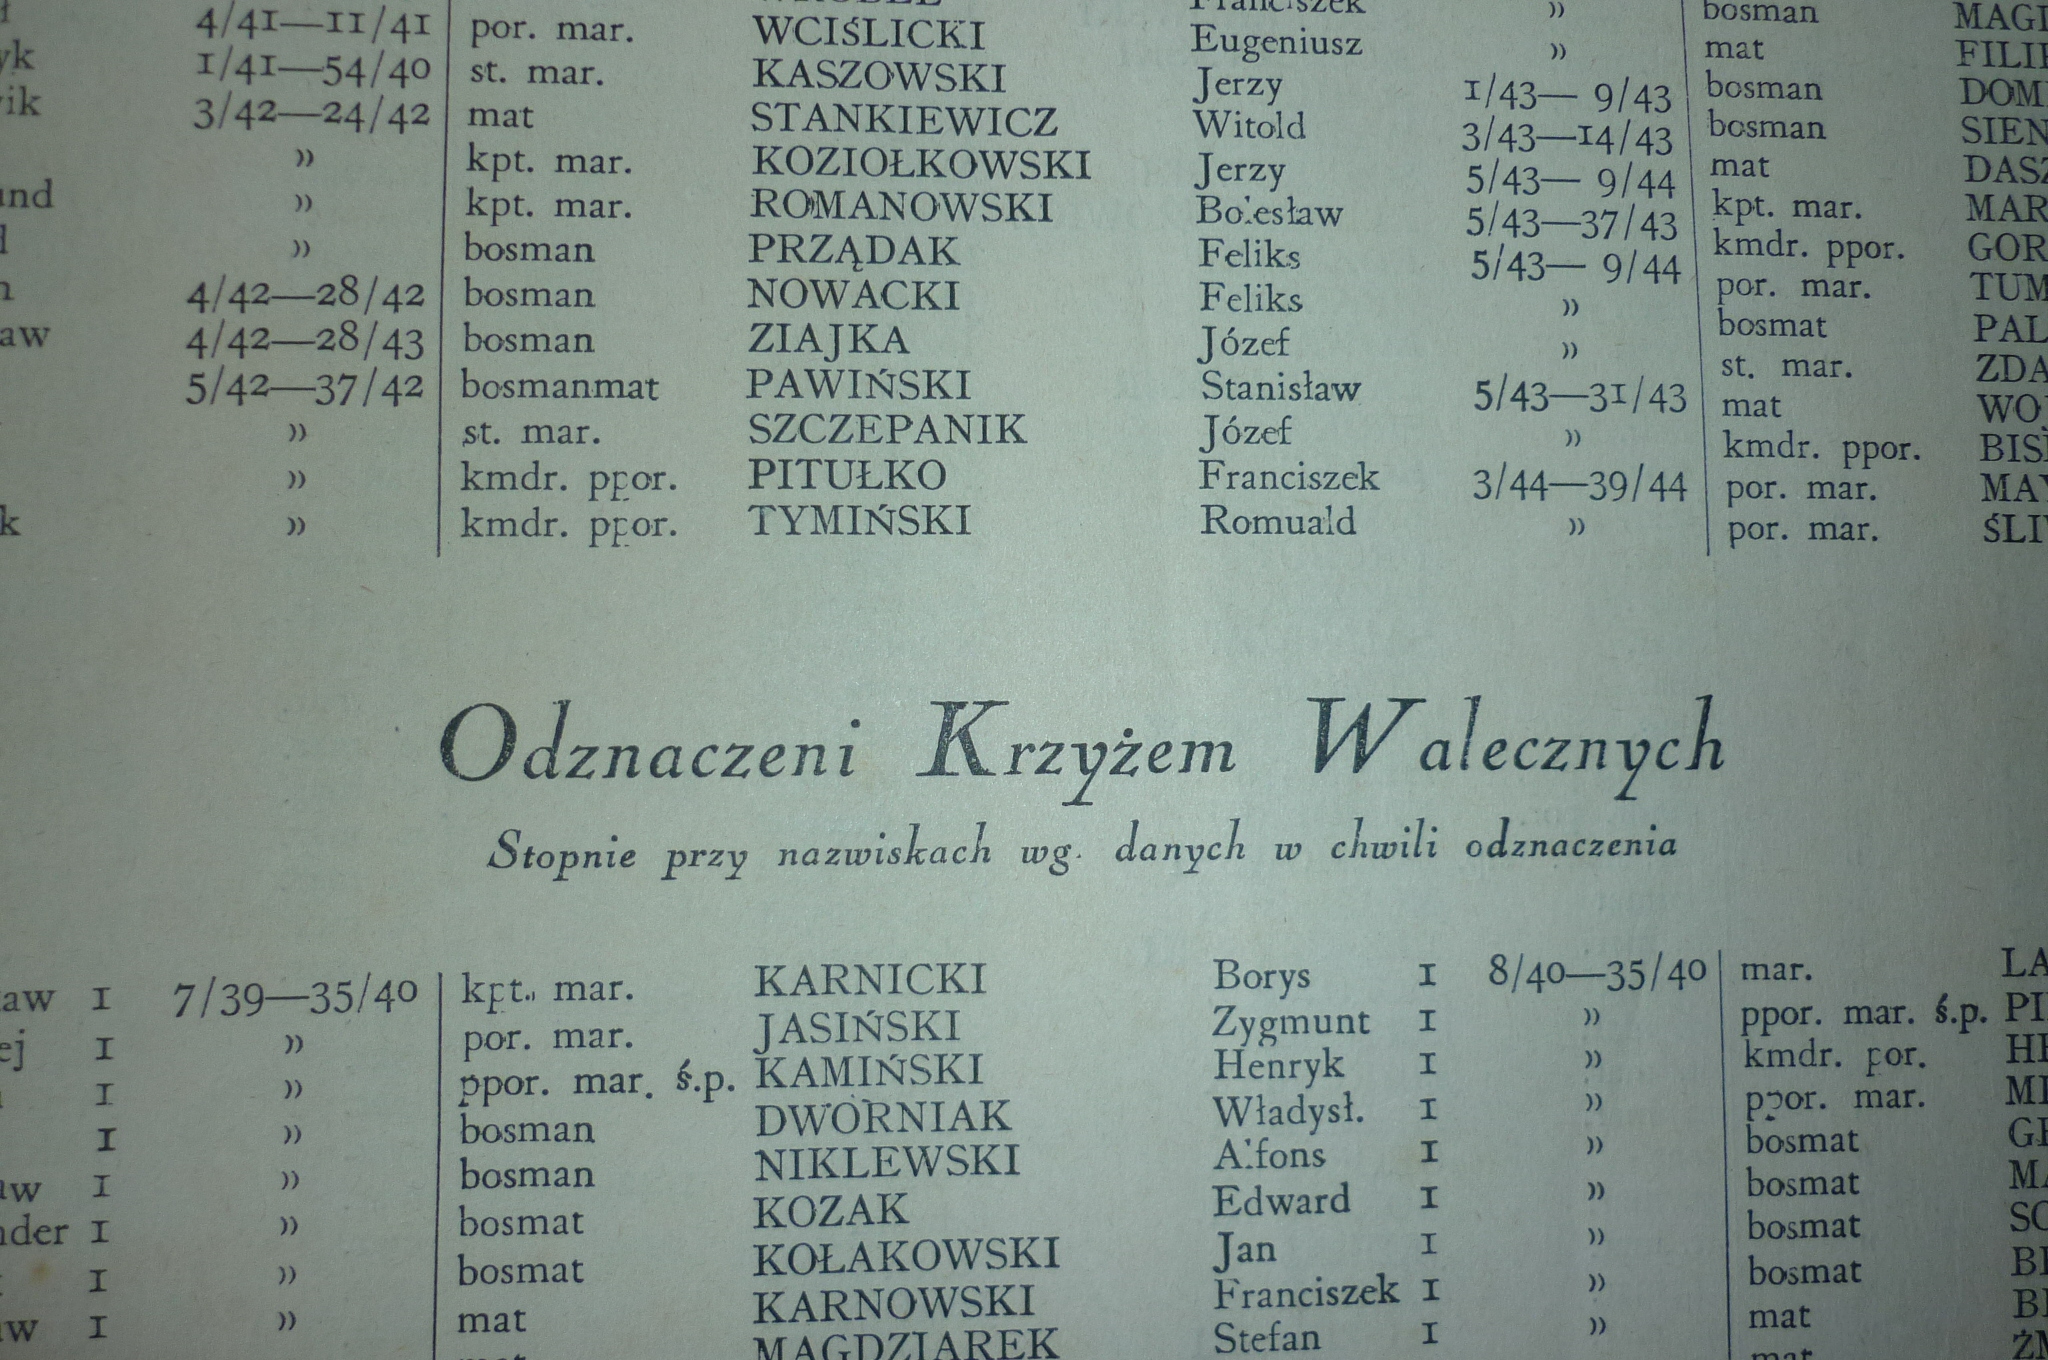 4/41—11/41 por. mar. WCIŚLICKI Eugeniusz » bosman
1/41—54/40 st. mar. KASZOWSKI Jerzy 1/43— 9/43 mat
3/42—24/42 mat STANKIEWICZ Witold 3/43—14/43 bosman
» kpt. mar. KOZIOŁKOWSKI Jerzy 5/43— 9/44 bosman
» kpt. mar. ROMANOWSKI Bolesław 5/43—37/43 mat
» bosman PRZĄDAK Feliks 5/43— 9/44 kpt. mar.
4/42—28/42 bosman NOWACKI Feliks » kmdr. ppor.
4/42—28/43 bosman ZIAJKA Józef » por. mar.
5/42—37/42 bosmanmat PAWIŃSKI Stanisław 5/43—31/43 bosmat
» st. mar. SZCZEPANIK Józef » st. mar.
» kmdr. ppor. PITUŁKO Franciszek 3/44—39/44 mat
» kmdr. ppor. TYMIŃSKI Romuald » kmdr. ppor.
por. mar.
por. mar.
Odznaczeni Krzyżem Walecznych
Stopnie przy nazwiskach wg. danych w chwili odznaczenia
I 7/39—35/40 kpt. mar. KARNICKI Borys I 8/40—35/40 mar.
I » por. mar. JASIŃSKI Zygmunt I » ppor. mar. ś.p.
I » ppor. mar. ś.p. KAMIŃSKI Henryk I » kmdr. por.
I » bosman DWORNIAK Władysł. I » ppor. mar.
I » bosman NIKLEWSKI Alfons I » bosmat
I » bosmat KOZAK Edward I » bosmat
I » bosmat KOŁAKOWSKI Jan I » bosmat
I » mat KARNOWSKI Franciszek I » bosmat
MAGDZIAREK Stefan I » mat